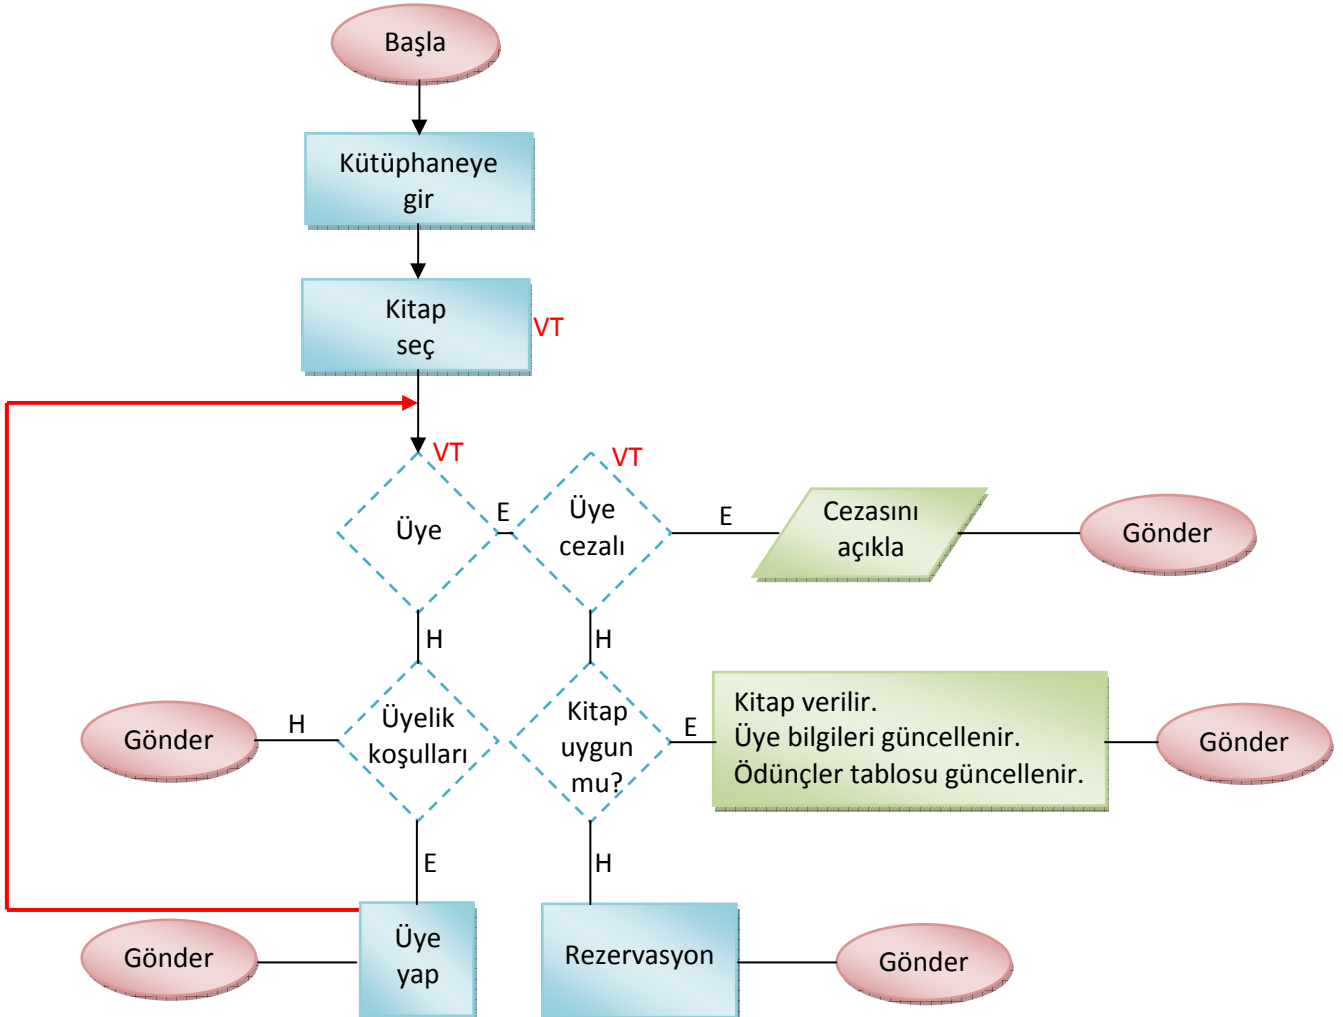 Başla
Kütüphaneye
gir
Kitap
seç
VT
VT
VT
Üye
E
Üye
cezalı
E
Cezasını
açıkla
Gönder
H
H
Gönder
H
Üyelik
koşulları
Kitap
uygun
mu?
E
Kitap verilir.
Üye bilgileri güncellenir.
Ödünçler tablosu güncellenir.
Gönder
E
H
Gönder
Üye
yap
Rezervasyon
Gönder